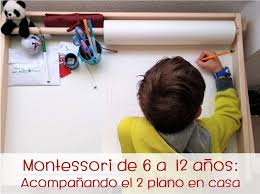 Montessori de 6 a 12 años:
Acompañando el 2 plano en casa